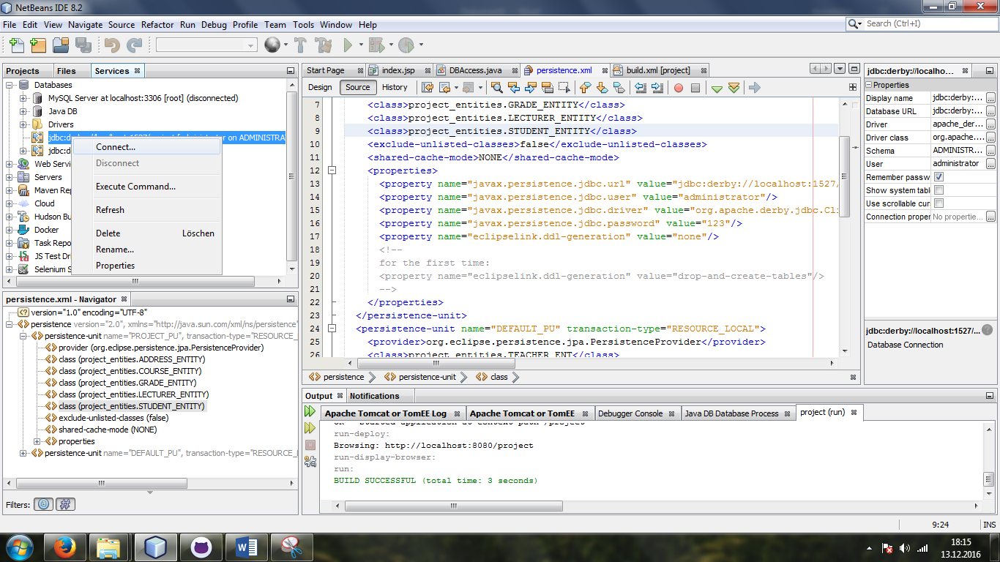 NetBeans IDE 8.2
File Edit View Navigate Source Refactor Run Debug Profile Team Tools Window Help
Search (Ctrl+I)
Projects Files Services
Databases
MySQL Server at localhost:3306 [root] (disconnected)
Java DB
Drivers
on ADMINISTRA
jdbc:d
Web Servi
Servers
Maven Rep
Cloud
Hudson Bu
Docker
Task Repo
JS Test Dri
Selenium S
Connect...
Disconnect
Execute Command...
Refresh
Delete Löschen
Rename...
Properties
persistence.xml - Navigator
version="1.0" encoding="UTF-8"
persistence version="2.0", xmlns="http://java.sun.com/xml/ns/persistence"
persistence-unit name="PROJECT_PU", transaction-type="RESOURCE_L
provider (org.eclipse.persistence.jpa.PersistenceProvider)
class (project_entities.ADDRESS_ENTITY)
class (project_entities.COURSE_ENTITY)
class (project_entities.GRADE_ENTITY)
class (project_entities.LECTURER_ENTITY)
class (project_entities.STUDENT_ENTITY)
exclude-unlisted-classes (false)
shared-cache-mode (NONE)
properties
persistence-unit name="DEFAULT_PU", transaction-type="RESOURCE_L
Filters:
Start Page index.jsp DBAccess.java persistence.xml build.xml [project]
Design Source History
7 <class>project_entities.GRADE_ENTITY</class>
8 <class>project_entities.LECTURER_ENTITY</class>
9 <class>project_entities.STUDENT_ENTITY</class>
10 <exclude-unlisted-classes>false</exclude-unlisted-classes>
11 <shared-cache-mode>NONE</shared-cache-mode>
12 <properties>
13 <property name="javax.persistence.jdbc.url" value="jdbc:derby://localhost:1527/
14 <property name="javax.persistence.jdbc.user" value="administrator"/>
15 <property name="javax.persistence.jdbc.driver" value="org.apache.derby.jdbc.Cl
16 <property name="javax.persistence.jdbc.password" value="123"/>
17 <property name="eclipselink.ddl-generation" value="none"/>
18 <!--
19 for the first time:
20 <property name="eclipselink.ddl-generation" value="drop-and-create-tables"/>
21 -->
22 </properties>
23 </persistence-unit>
24 <persistence-unit name="DEFAULT_PU" transaction-type="RESOURCE_LOCAL">
25 <provider>org.eclipse.persistence.jpa.PersistenceProvider</provider>
26 <class>project_entities.TEACHER_ENT</class>
persistence persistence-unit class
Output Notifications
Apache Tomcat or TomEE Log Apache Tomcat or TomEE Debugger Console Java DB Database Process project (run)
OK - Started application at context path /project
run-deploy:
Browsing: http://localhost:8080/project
run-display-browser:
run:
BUILD SUCCESSFUL (total time: 3 seconds)
jdbc:derby://localho...
Properties
Display name jdbc:derby:... ...
Database URL jdbc:derby:... ...
Driver apache_der... ...
Driver class org.apache.... ...
Schema ADMINISTR... ...
User administrator ...
Remember passw
Show system table
Use scrollable cur
Connection proper No propertie... ...
jdbc:derby://localhost:1527/...
Database Connection
9:24 INS
18:15
13.12.2016